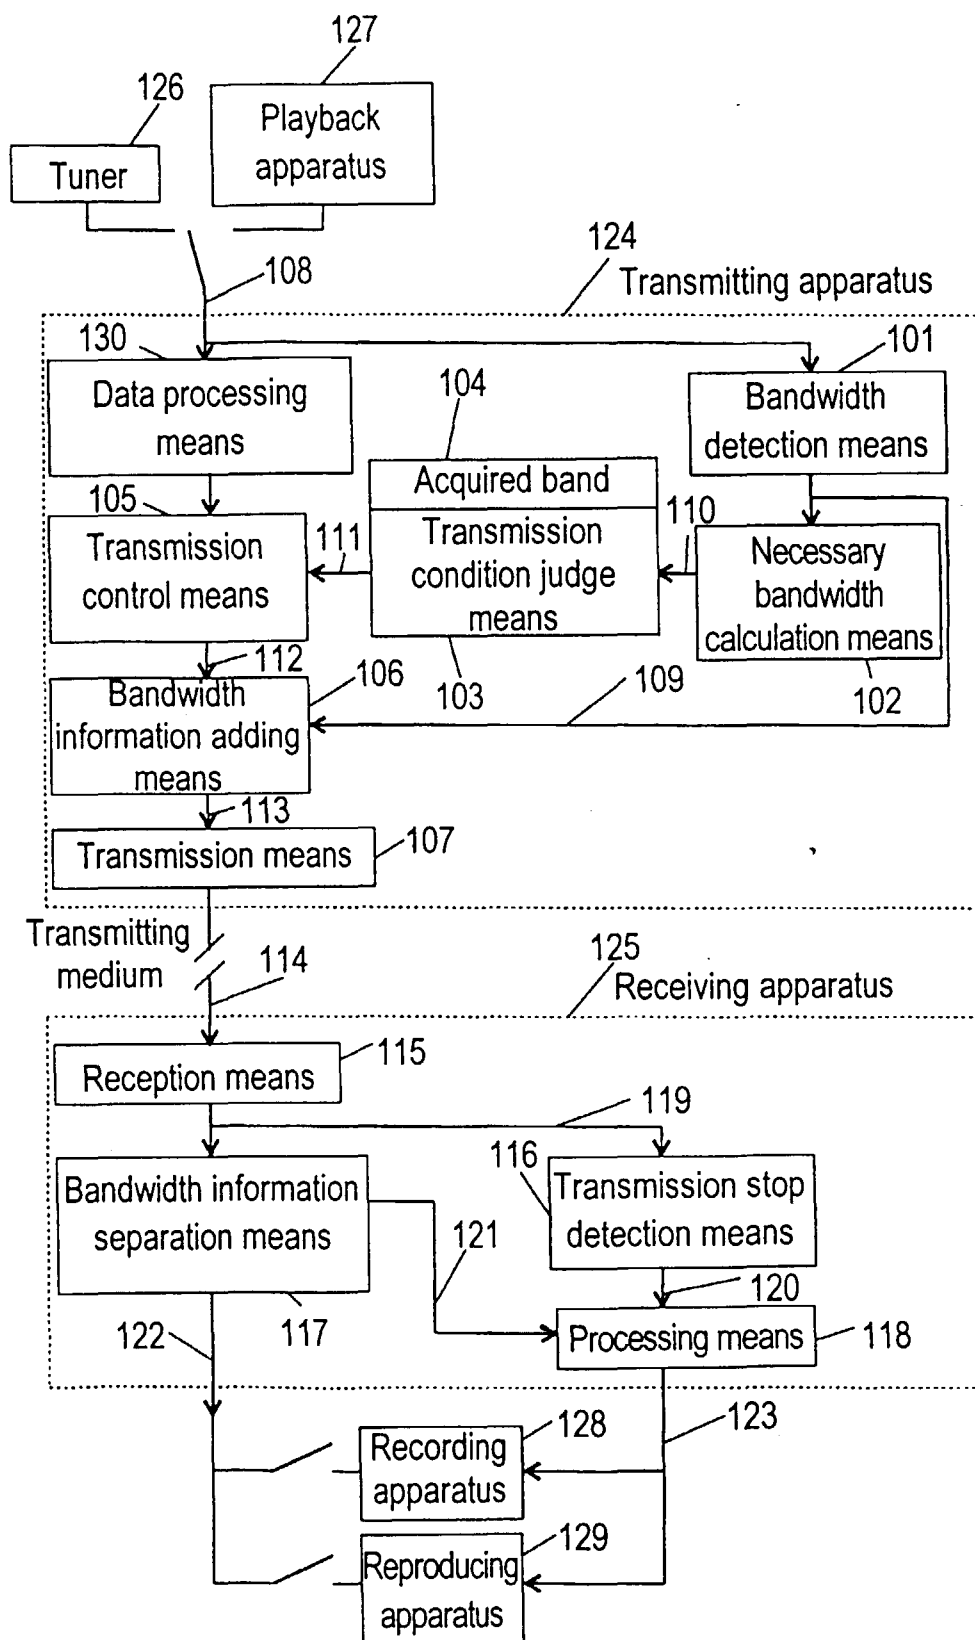 127
126
Playback
apparatus
Tuner
108
124
Transmitting apparatus
130
101
Data processing
means
104
Bandwidth
detection means
Acquired band
105
110
111
Transmission
control means
Transmission
condition judge
means
Necessary
bandwidth
calculation means
112
106
103
109
102
Bandwidth
information adding
means
113
Transmission means
107
Transmitting
medium
114
125
Receiving apparatus
115
Reception means
119
116
Bandwidth information
separation means
Transmission stop
detection means
121
120
122
117
Processing means
118
123
128
Recording
apparatus
129
Reproducing
apparatus